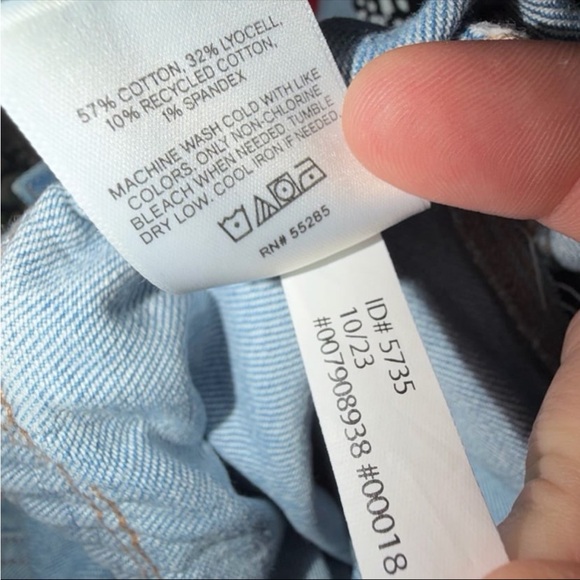 57% COTTON, 32% LYOCELL,
10% RECYCLED COTTON,
1% SPANDEX
MACHINE WASH COLD WITH LIKE
COLORS. ONLY NON-CHLORINE
BLEACH WHEN NEEDED. TUMBLE
DRY LOW. COOL IRON IF NEEDED.
RN# 55285
ID# 5735
10/23
#007908938 #00018